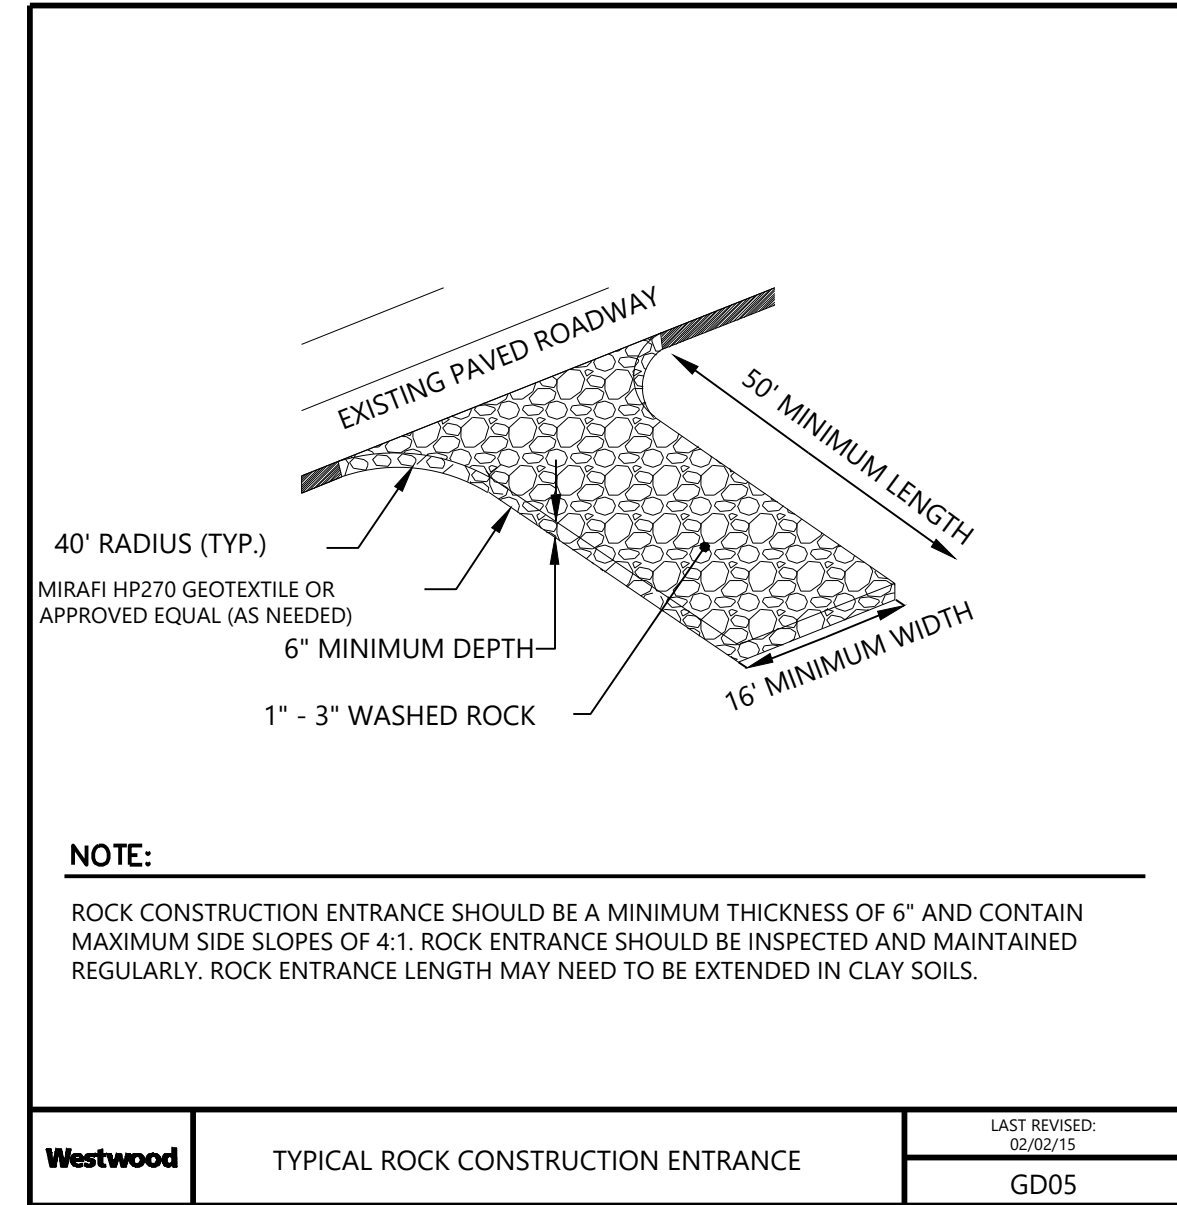 EXISTING PAVED ROADWAY
50' MINIMUM LENGTH
40' RADIUS (TYP.)
MIRAFI HP270 GEOTEXTILE OR
APPROVED EQUAL (AS NEEDED)
6" MINIMUM DEPTH
16' MINIMUM WIDTH
1" - 3" WASHED ROCK
NOTE:
ROCK CONSTRUCTION ENTRANCE SHOULD BE A MINIMUM THICKNESS OF 6" AND CONTAIN
MAXIMUM SIDE SLOPES OF 4:1. ROCK ENTRANCE SHOULD BE INSPECTED AND MAINTAINED
REGULARLY. ROCK ENTRANCE LENGTH MAY NEED TO BE EXTENDED IN CLAY SOILS.
Westwood
TYPICAL ROCK CONSTRUCTION ENTRANCE
LAST REVISED:
02/02/15
GD05